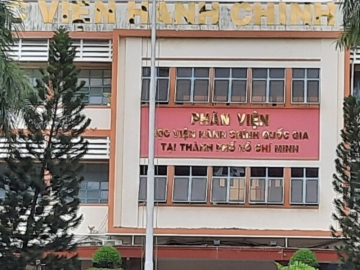 C VIỆN HÀNH CHÍNH
PHÂN VIỆN
HỌC VIỆN HÀNH CHÍNH QUỐC GIA
TẠI THÀNH PHỐ HỒ CHÍ MINH